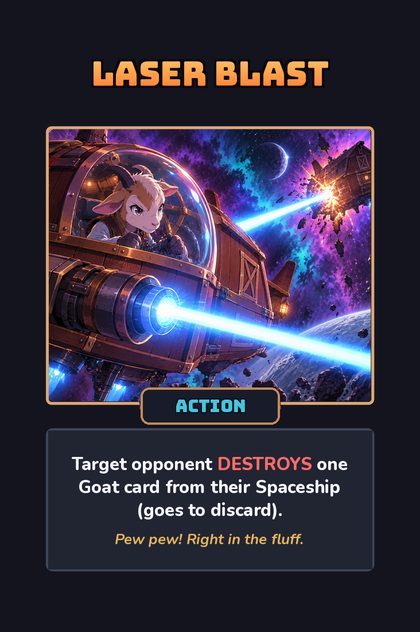 LASER BLAST
ACTION
Target opponent DESTROYS one
Goat card from their Spaceship
(goes to discard).
Pew pew! Right in the fluff.